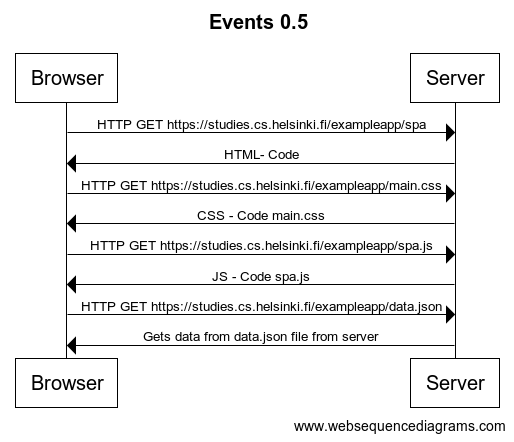 Events 0.5
Browser
Server
HTTP GET https://studies.cs.helsinki.fi/exampleapp/spa
HTML- Code
HTTP GET https://studies.cs.helsinki.fi/exampleapp/main.css
CSS - Code main.css
HTTP GET https://studies.cs.helsinki.fi/exampleapp/spa.js
JS - Code spa.js
HTTP GET https://studies.cs.helsinki.fi/exampleapp/data.json
Gets data from data.json file from server
Browser
Server
www.websequencediagrams.com